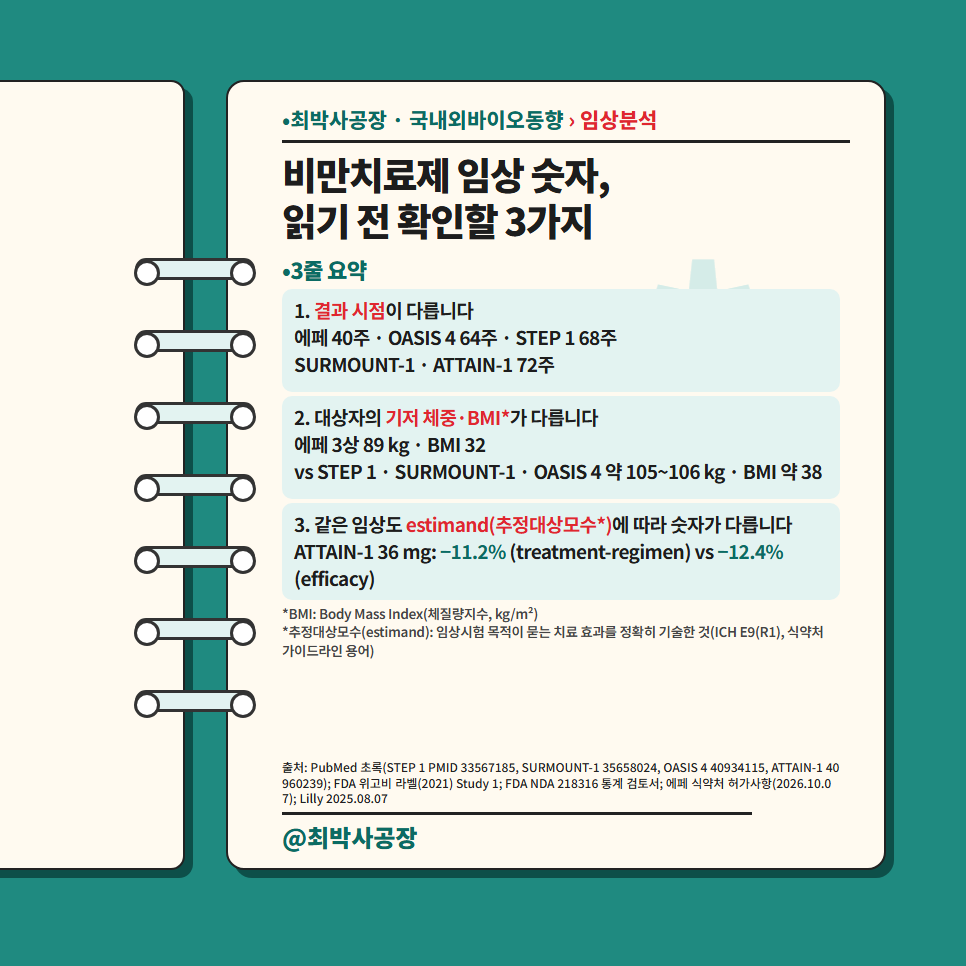 •최박사공장 · 국내외바이오동향 › 임상분석
비만치료제 임상 숫자,
읽기 전 확인할 3가지
•3줄 요약
1. 결과 시점이 다릅니다
에페 40주 · OASIS 4 64주 · STEP 1 68주
SURMOUNT-1 · ATTAIN-1 72주
2. 대상자의 기저 체중·BMI*가 다릅니다
에페 3상 89 kg · BMI 32
vs STEP 1 · SURMOUNT-1 · OASIS 4 약 105~106 kg · BMI 약 38
3. 같은 임상도 estimand(추정대상모수*)에 따라 숫자가 다릅니다
ATTAIN-1 36 mg: −11.2% (treatment-regimen) vs −12.4%
(efficacy)
*BMI: Body Mass Index(체질량지수, kg/m²)
*추정대상모수(estimand): 임상시험 목적이 묻는 치료 효과를 정확히 기술한 것(ICH E9(R1), 식약처
가이드라인 용어)
출처: PubMed 초록(STEP 1 PMID 33567185, SURMOUNT-1 35658024, OASIS 4 40934115, ATTAIN-1 40
960239); FDA 위고비 라벨(2021) Study 1; FDA NDA 218316 통계 검토서; 에페 식약처 허가사항(2026.10.0
7); Lilly 2025.08.07
@최박사공장